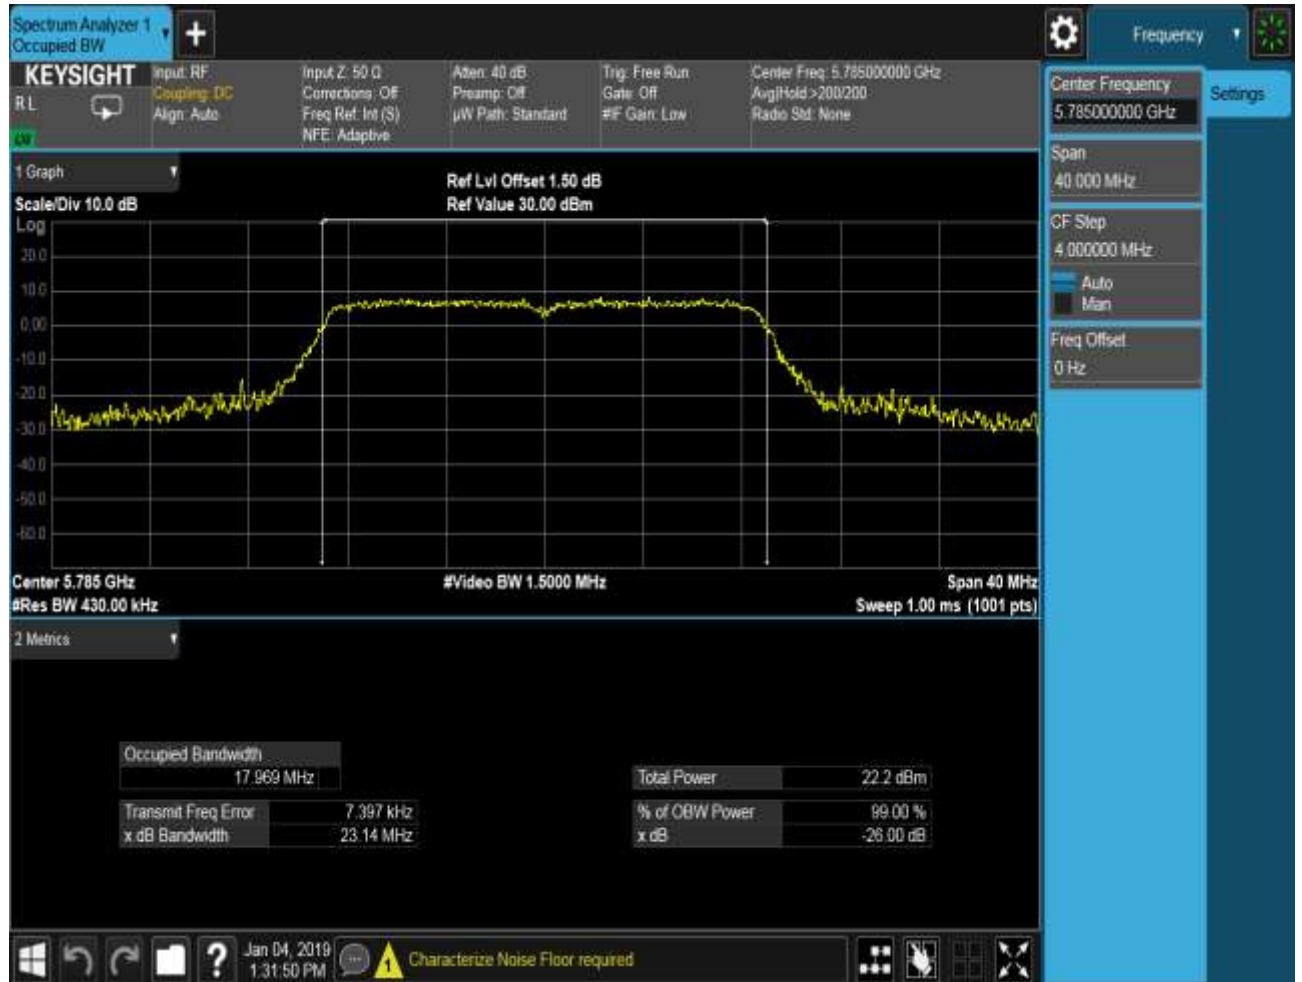 Spectrum Analyzer 1
Occupied BW
+
Frequency
KEYSIGHT
Input: RF
Input Z: 50 Ω
Atten: 40 dB
Trig: Free Run
Center Freq: 5.785000000 GHz
RL
Coupling: DC
Corrections: Off
Preamp: Off
Gate: Off
Avg|Hold:>200/200
Align: Auto
Freq Ref: Int (S)
µW Path: Standard
#IF Gain: Low
Radio Std: None
NFE: Adaptive
Center Frequency
5.785000000 GHz
Settings
Span
40.000 MHz
CF Step
4.000000 MHz
Auto
Man
Freq Offset
0 Hz
1 Graph
Ref Lvl Offset 1.50 dB
Scale/Div 10.0 dB
Ref Value 30.00 dBm
Log
20.0
10.0
0.00
-10.0
-20.0
-30.0
-40.0
-50.0
-60.0
Center 5.785 GHz
#Video BW 1.5000 MHz
Span 40 MHz
#Res BW 430.00 kHz
Sweep 1.00 ms (1001 pts)
2 Metrics
Occupied Bandwidth
17.969 MHz
Total Power
22.2 dBm
Transmit Freq Error
7.397 kHz
% of OBW Power
99.00 %
x dB Bandwidth
23.14 MHz
x dB
-26.00 dB
?
Jan 04, 2019
1:31:50 PM
1
Characterize Noise Floor required